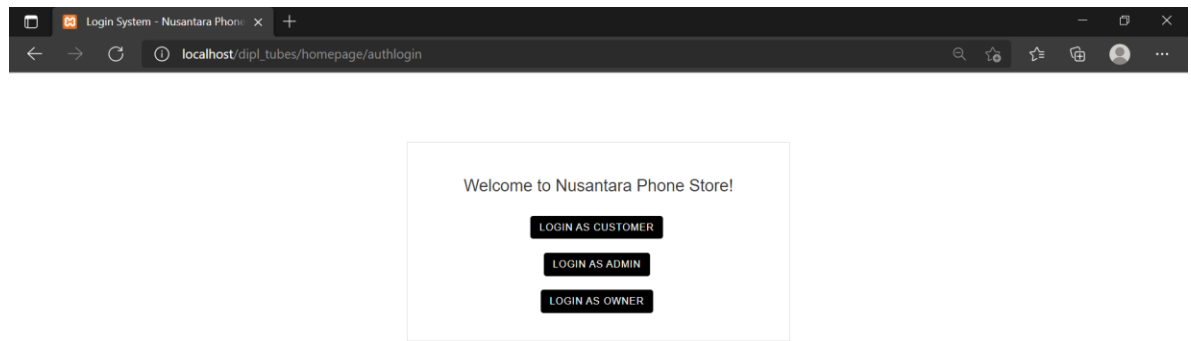 Login System - Nusantara Phone
localhost/dipl_tubes/homepage/authlogin
Welcome to Nusantara Phone Store!
LOGIN AS CUSTOMER
LOGIN AS ADMIN
LOGIN AS OWNER